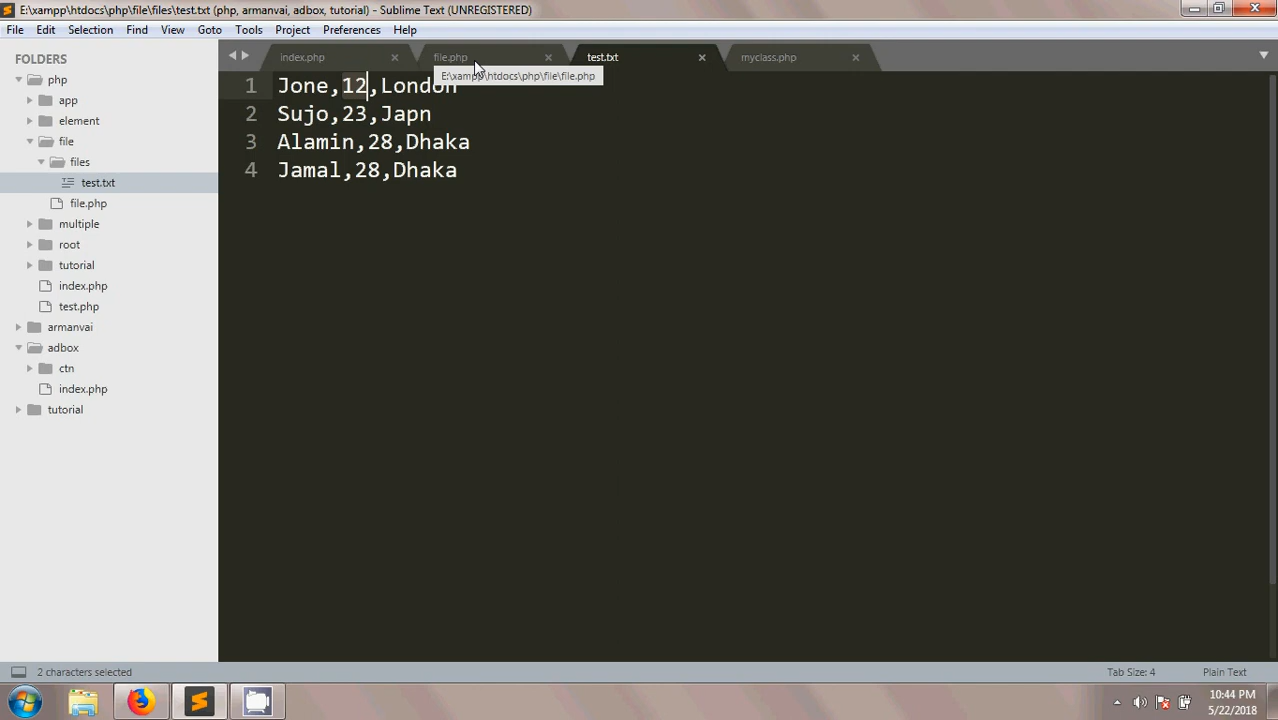 E:\xampp\htdocs\php\file\files\test.txt (php, armanvai, adbox, tutorial) - Sublime Text (UNREGISTERED)
File Edit Selection Find View Goto Tools Project Preferences Help
FOLDERS
php
app
element
file
files
test.txt
file.php
multiple
root
tutorial
index.php
test.php
armanvai
adbox
ctn
index.php
tutorial
index.php file.php test.txt myclass.php
E:\xampp\htdocs\php\file\file.php
1 Jone,12,London
2 Sujo,23,Japn
3 Alamin,28,Dhaka
4 Jamal,28,Dhaka
2 characters selected Tab Size: 4 Plain Text
10:44 PM
5/22/2018